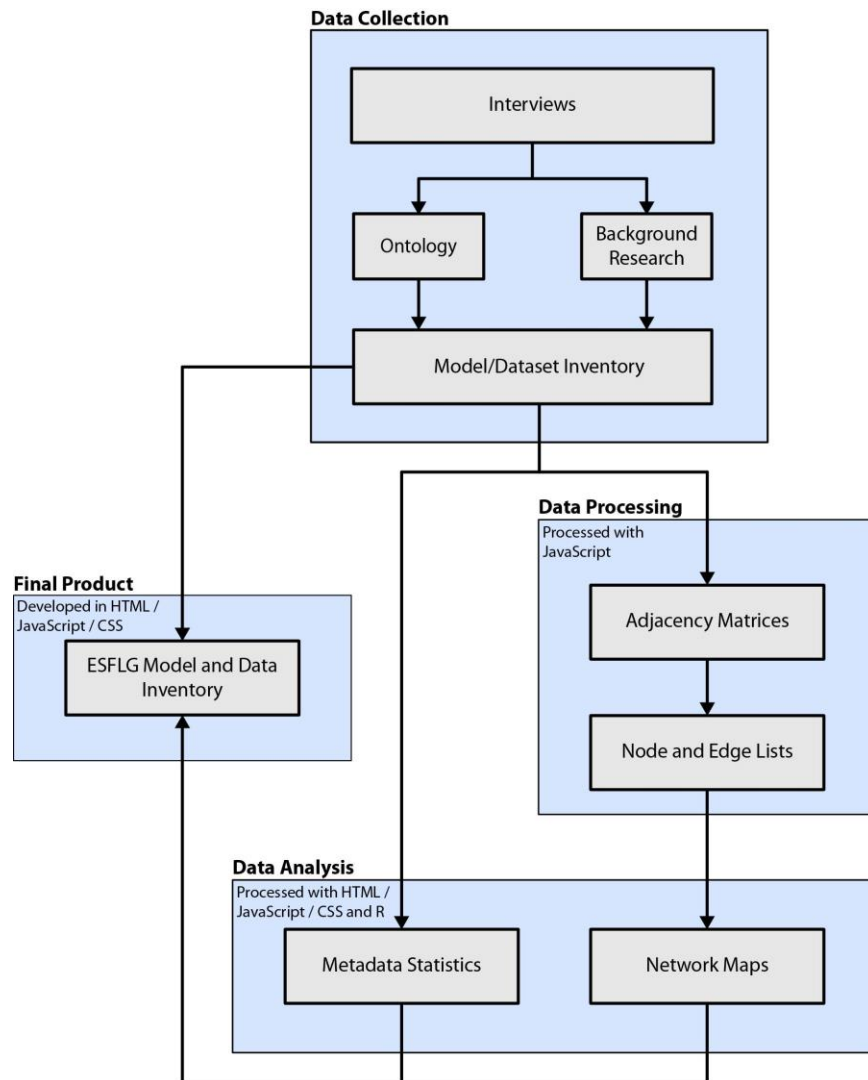 Data Collection
Interviews
Ontology
Background
Research
Model/Dataset Inventory
Data Processing
Processed with
JavaScript
Adjacency Matrices
Node and Edge Lists
Final Product
Developed in HTML /
JavaScript / CSS
ESFLG Model and Data
Inventory
Data Analysis
Processed with HTML /
JavaScript / CSS and R
Metadata Statistics
Network Maps